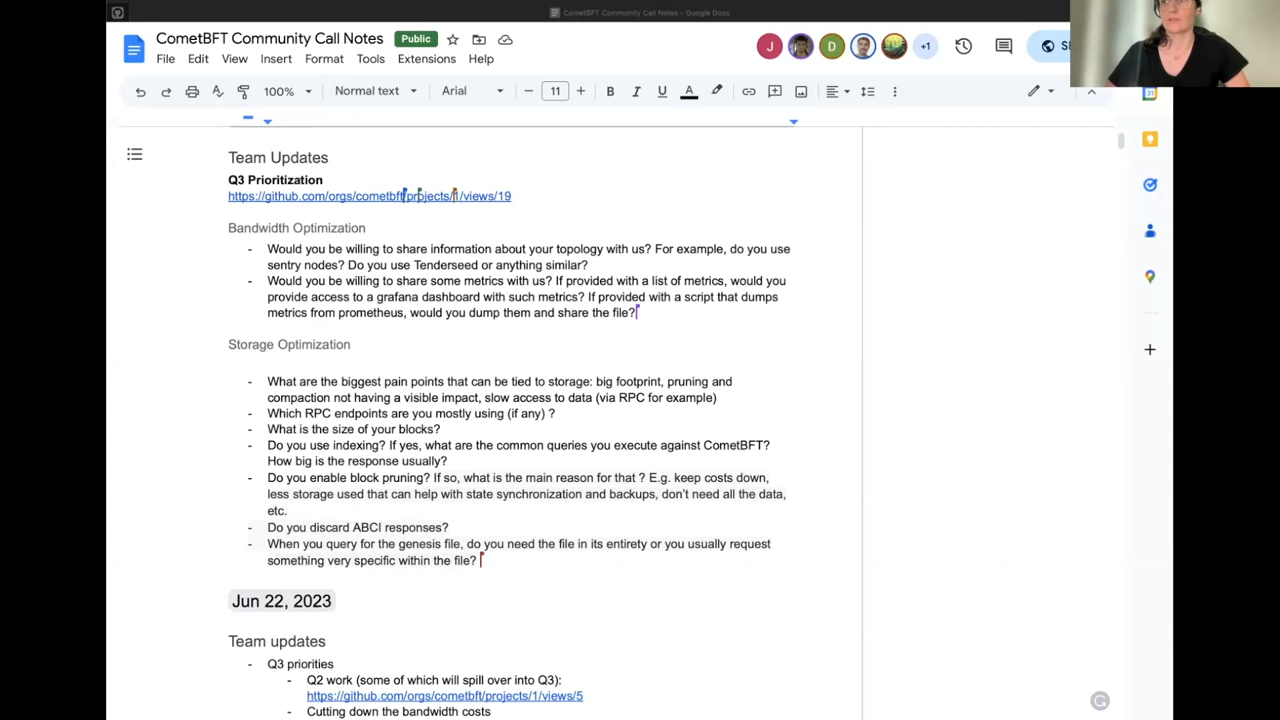 CometBFT Community Call Notes - Google Docs
CometBFT Community Call Notes
Public
J
D
+1
File Edit View Insert Format Tools Extensions Help
100% Normal text Arial 11 B I U A
31
Team Updates
Q3 Prioritization
https://github.com/orgs/cometbft/projects/1/views/19
Bandwidth Optimization
- Would you be willing to share information about your topology with us? For example, do you use
sentry nodes? Do you use Tenderseed or anything similar?
- Would you be willing to share some metrics with us? If provided with a list of metrics, would you
provide access to a grafana dashboard with such metrics? If provided with a script that dumps
metrics from prometheus, would you dump them and share the file?
Storage Optimization
- What are the biggest pain points that can be tied to storage: big footprint, pruning and
compaction not having a visible impact, slow access to data (via RPC for example)
- Which RPC endpoints are you mostly using (if any) ?
- What is the size of your blocks?
- Do you use indexing? If yes, what are the common queries you execute against CometBFT?
How big is the response usually?
- Do you enable block pruning? If so, what is the main reason for that ? E.g. keep costs down,
less storage used that can help with state synchronization and backups, don't need all the data,
etc.
- Do you discard ABCI responses?
- When you query for the genesis file, do you need the file in its entirety or you usually request
something very specific within the file?
Jun 22, 2023
Team updates
- Q3 priorities
- Q2 work (some of which will spill over into Q3):
https://github.com/orgs/cometbft/projects/1/views/5
- Cutting down the bandwidth costs